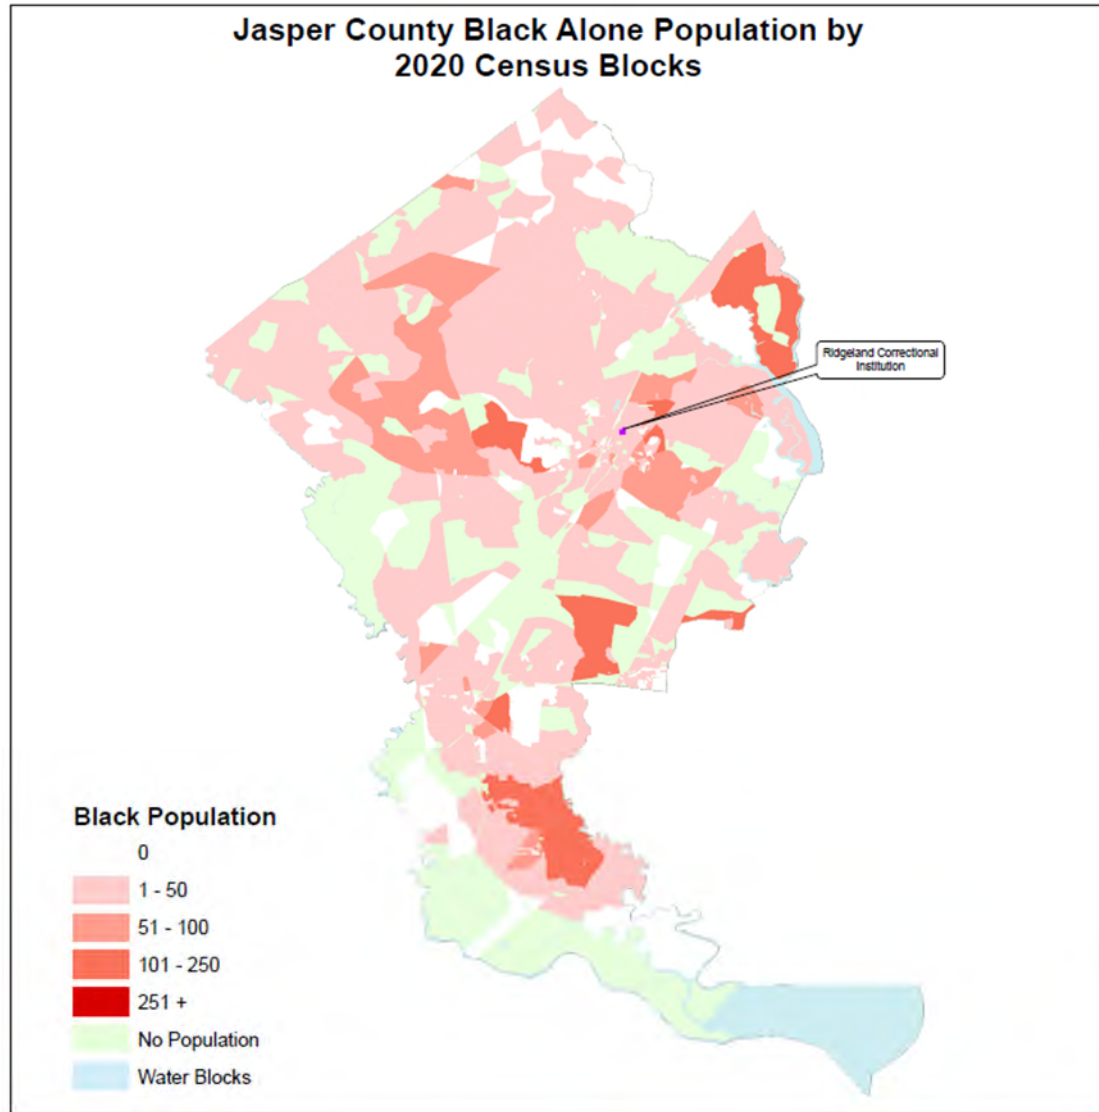 Jasper County Black Alone Population by
2020 Census Blocks
Ridgeland Correctional
Institution
Black Population
0
1 - 50
51 - 100
101 - 250
251 +
No Population
Water Blocks